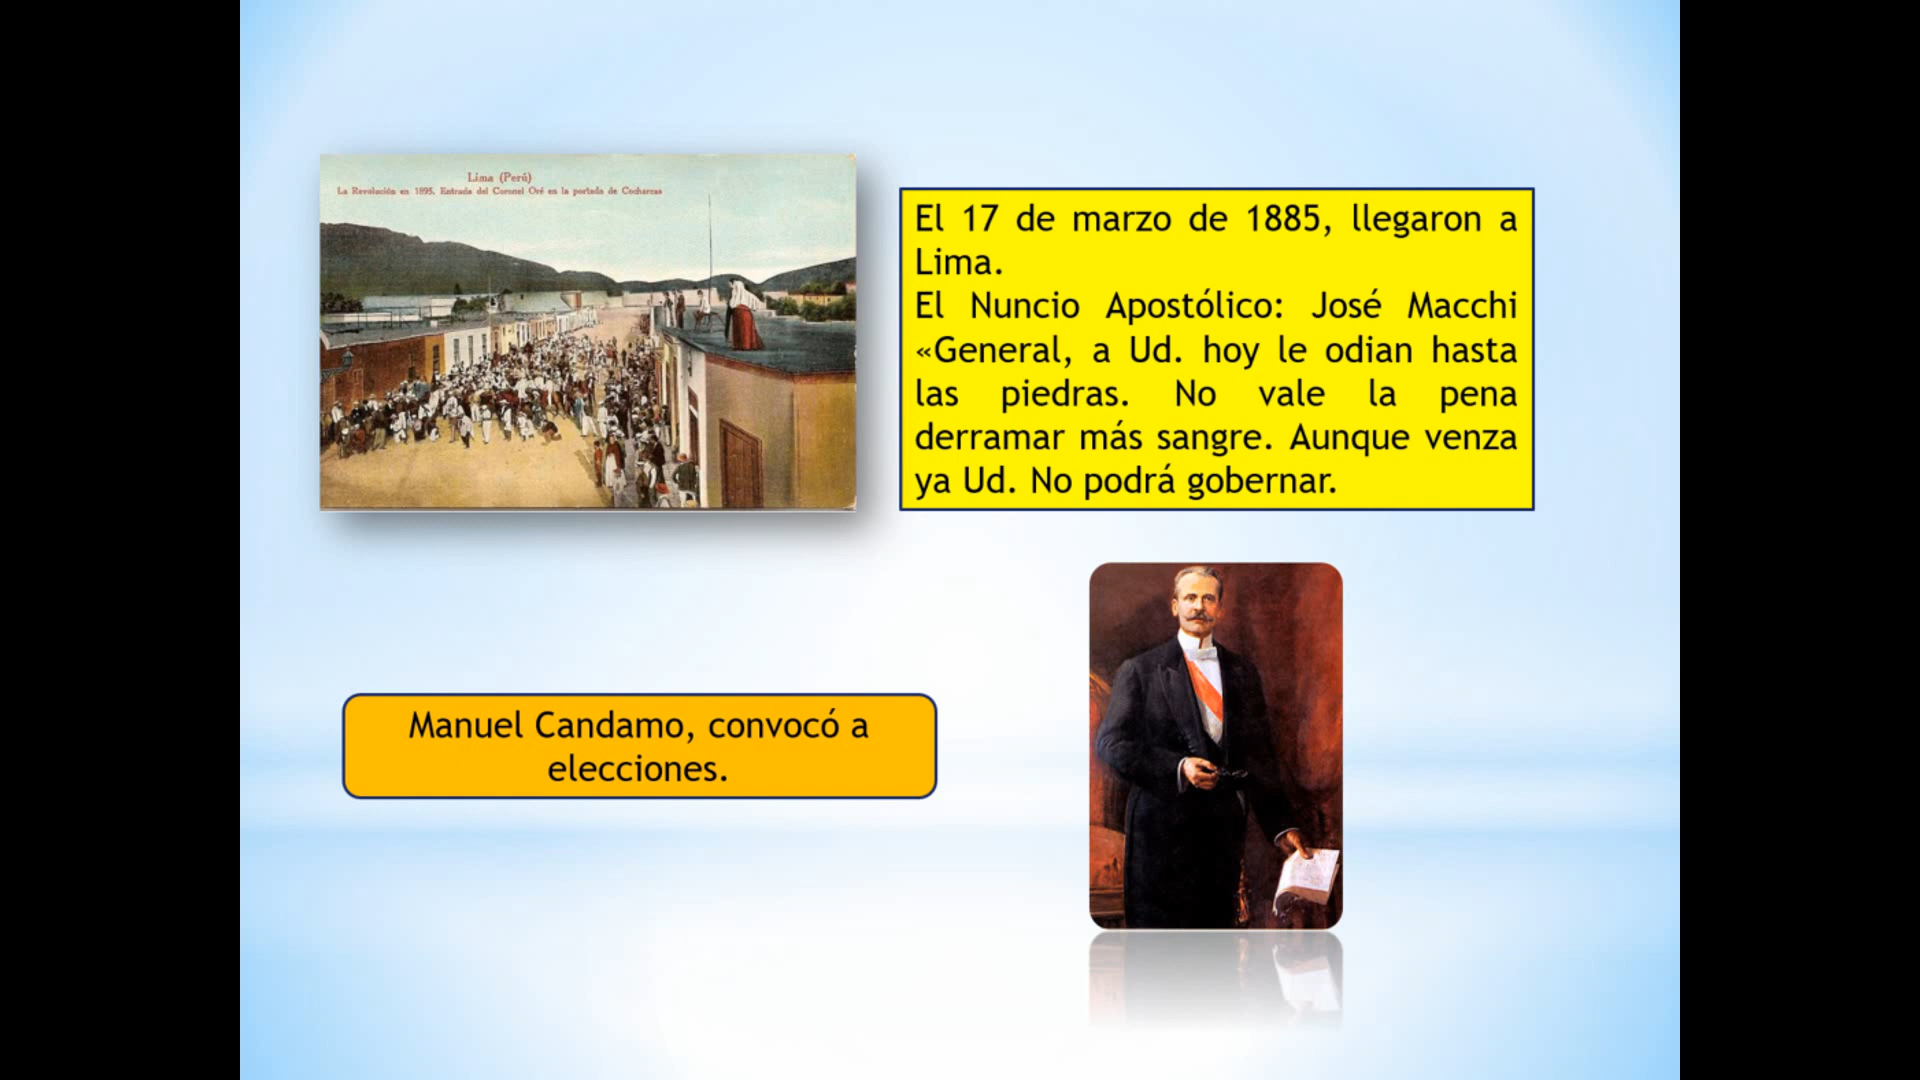 Lima (Perú)
La Revolución en 1895. Entrada del Coronel Oré en la portada de Cocharcas
El 17 de marzo de 1885, llegaron a
Lima.
El Nuncio Apostólico: José Macchi
«General, a Ud. hoy le odian hasta
las piedras. No vale la pena
derramar más sangre. Aunque venza
ya Ud. No podrá gobernar.
Manuel Candamo, convocó a
elecciones.